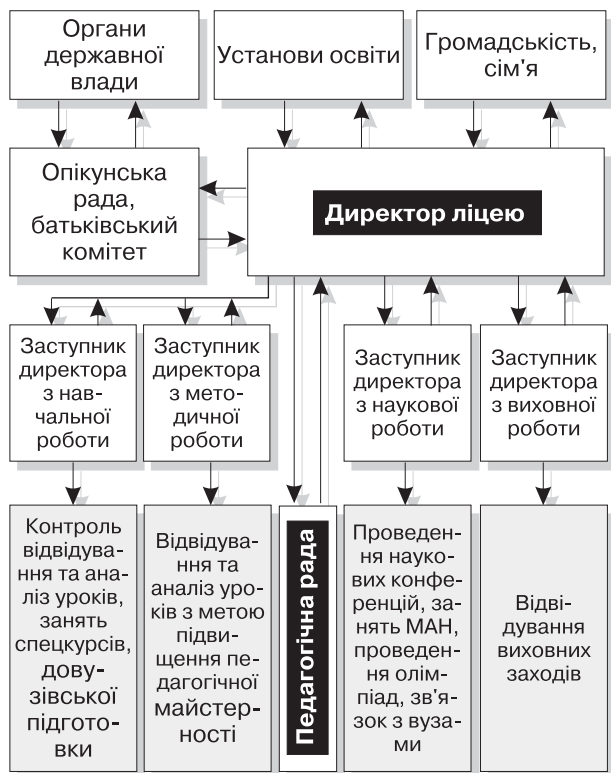 Органи
державної
влади
Установи освіти
Громадськість,
сім'я
Опікунська
рада,
батьківський
комітет
Директор ліцею
Заступник
директора
з нав-
чальної
роботи
Заступник
директора
з мето-
дичної
роботи
Заступник
директора
з наукової
роботи
Заступник
директора
з виховної
роботи
Контроль
відвідува-
ння та ана-
ліз уроків,
занять
спецкурсів,
дову-
зівської
підгото-
вки
Відвідува-
ння та
аналіз уро-
ків з метою
підви-
щення пе-
дагогічної
майстер-
ності
Педагогічна рада
Проведен-
ня науко-
вих конфе-
ренцій, за-
нять МАН,
проведен-
ня олім-
піад, зв'я-
зок з вуза-
ми
Відві-
дування
виховних
заходів